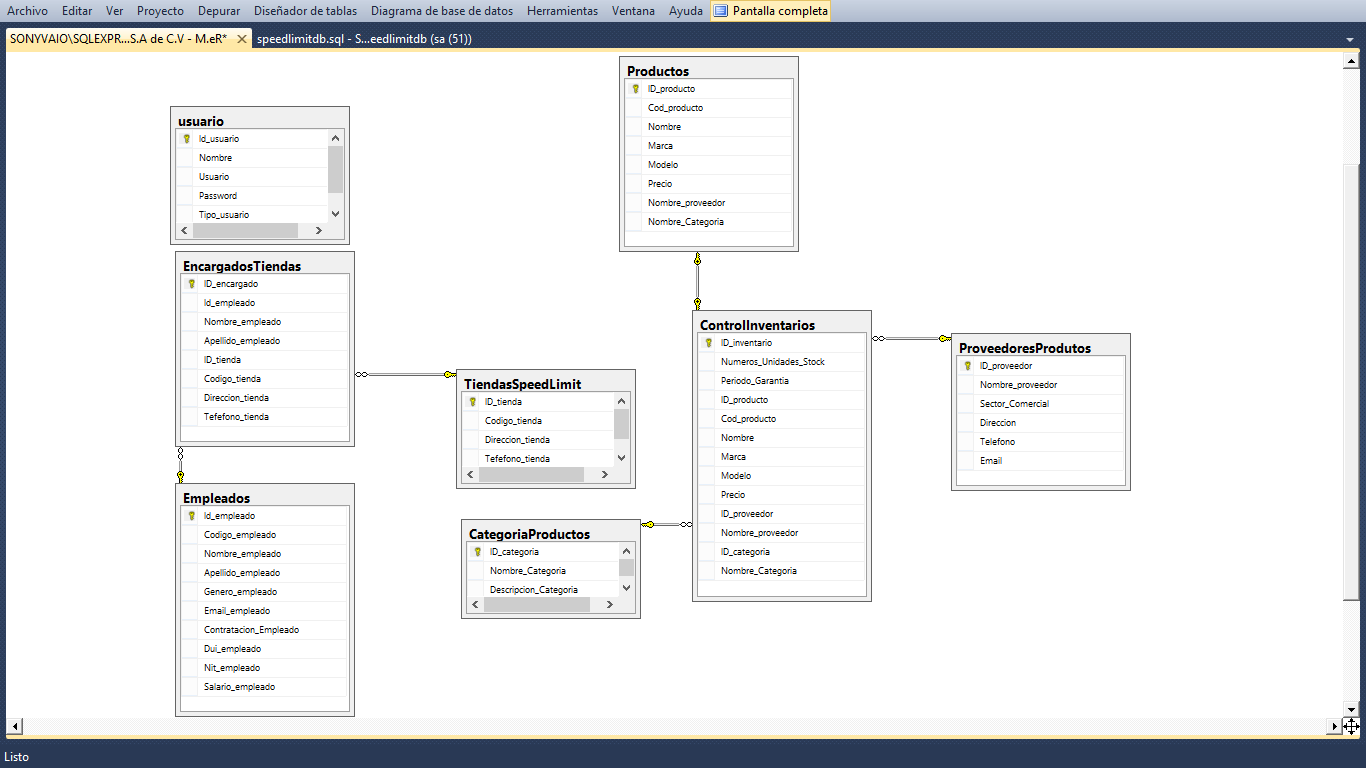 Archivo Editar Ver Proyecto Depurar Diseñador de tablas Diagrama de base de datos Herramientas Ventana Ayuda Pantalla completa
SONYVAIO\SQLEXPR...S.A de C.V - M.eR* speedlimitdb.sql - S...eedlimitdb (sa (51))
usuario
Id_usuario
Nombre
Usuario
Password
Tipo_usuario
EncargadosTiendas
ID_encargado
Id_empleado
Nombre_empleado
Apellido_empleado
ID_tienda
Codigo_tienda
Direccion_tienda
Tefefono_tienda
Empleados
Id_empleado
Codigo_empleado
Nombre_empleado
Apellido_empleado
Genero_empleado
Email_empleado
Contratacion_Empleado
Dui_empleado
Nit_empleado
Salario_empleado
TiendasSpeedLimit
ID_tienda
Codigo_tienda
Direccion_tienda
Tefefono_tienda
CategoriaProductos
ID_categoria
Nombre_Categoria
Descripcion_Categoria
Productos
ID_producto
Cod_producto
Nombre
Marca
Modelo
Precio
Nombre_proveedor
Nombre_Categoria
ControlInventarios
ID_inventario
Numeros_Unidades_Stock
Periodo_Garantia
ID_producto
Cod_producto
Nombre
Marca
Modelo
Precio
ID_proveedor
Nombre_proveedor
ID_categoria
Nombre_Categoria
ProveedoresProdutos
ID_proveedor
Nombre_proveedor
Sector_Comercial
Direccion
Telefono
Email
Listo